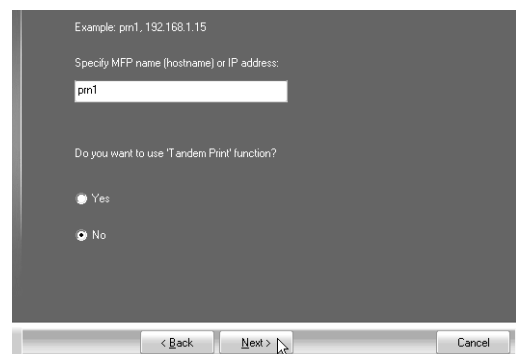 Example: prn1, 192.168.1.15
Specify MFP name (hostname) or IP address:
prn1
Do you want to use 'Tandem Print' function?
Yes
No
< Back Next > Cancel